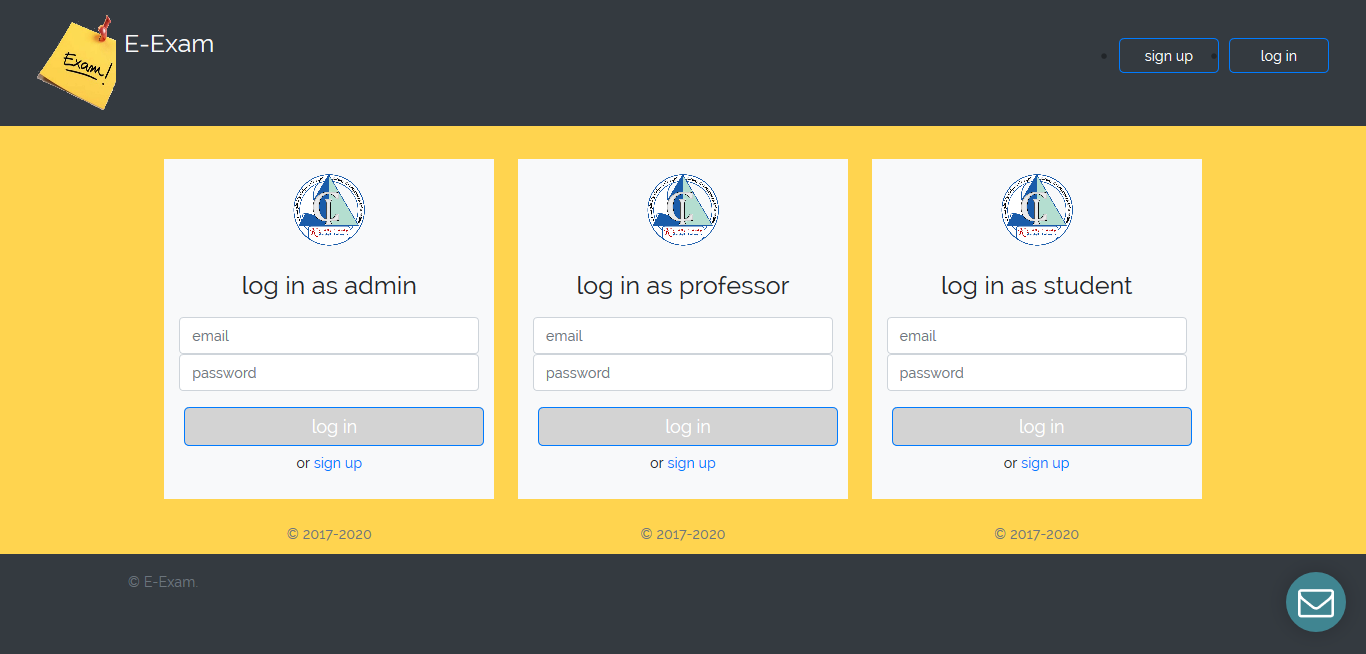 Exam!
E-Exam
sign up
log in
log in as admin
email
password
log in
or sign up
© 2017-2020
log in as professor
email
password
log in
or sign up
© 2017-2020
log in as student
email
password
log in
or sign up
© 2017-2020
© E-Exam.